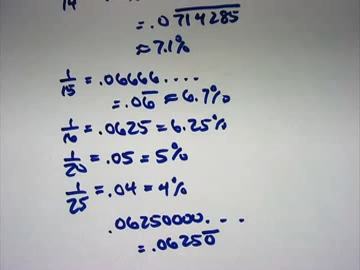 14
= .0714285
≈ 7.1%
1/15 = .06666....
= .06 ≈ 6.7%
1/16 = .0625 = 6.25%
1/20 = .05 = 5%
1/25 = .04 = 4%
.06250000...
= .06250